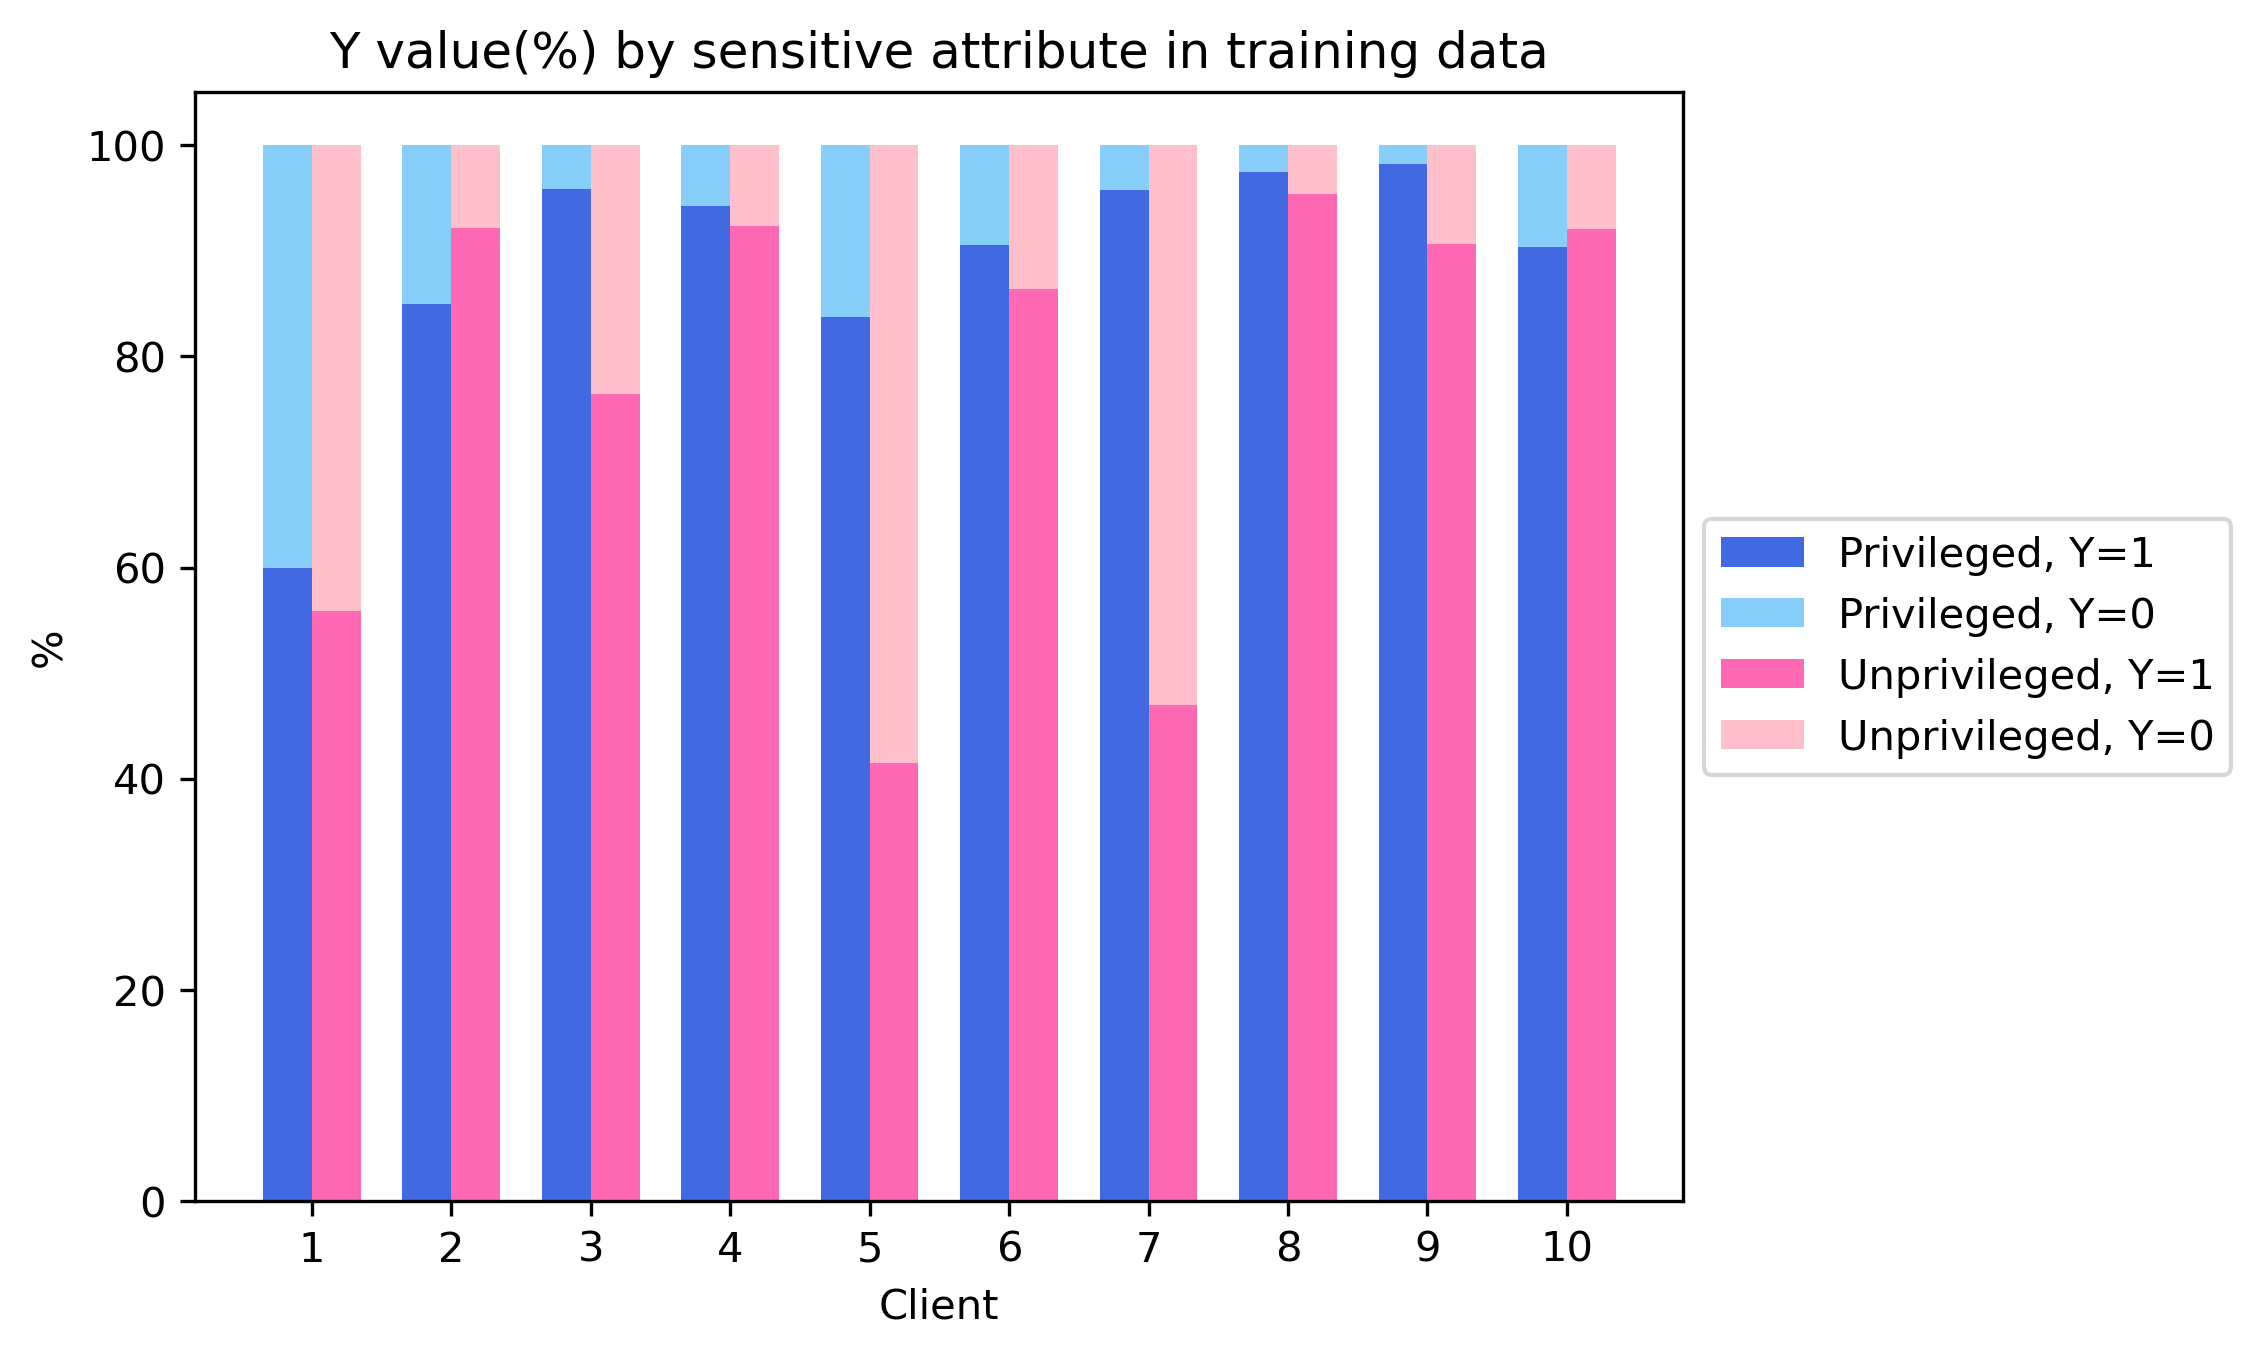 Y value(%) by sensitive attribute in training data
100
80
60
40
20
0
%
1 2 3 4 5 6 7 8 9 10
Client
Privileged, Y=1
Privileged, Y=0
Unprivileged, Y=1
Unprivileged, Y=0